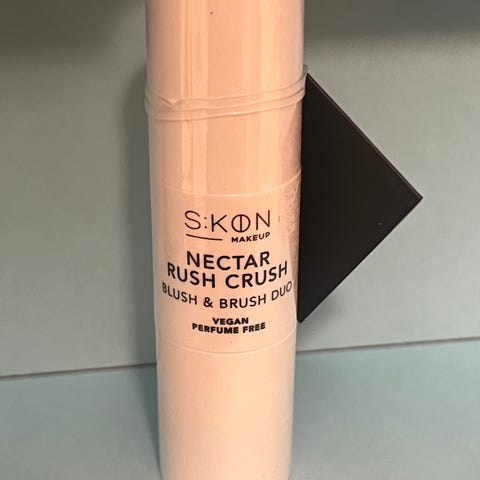 S:KON
MAKEUP
NECTAR
RUSH CRUSH
BLUSH & BRUSH DUO
VEGAN
PERFUME FREE